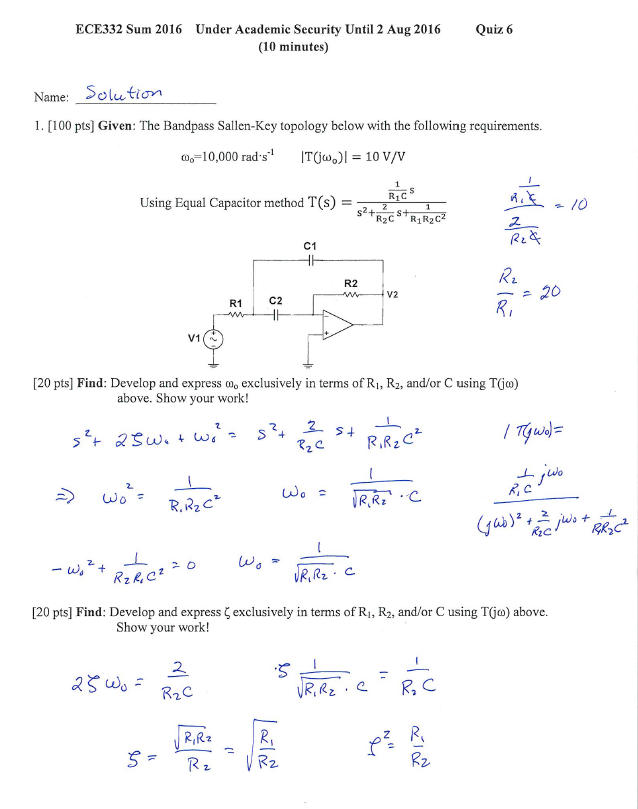 ECE332 Sum 2016 Under Academic Security Until 2 Aug 2016 Quiz 6
(10 minutes)
Name: Solution
1. [100 pts] Given: The Bandpass Sallen-Key topology below with the following requirements.
ω₀=10,000 rad·s⁻¹ |T(jω₀)| = 10 V/V
Using Equal Capacitor method T(s) = (1/(R₁C) s)/(s²+2/(R₂C) s+1/(R₁R₂C²))
(1/(R₁C))/(2/(R₂C)) = 10
R₂/R₁ = 20
C1
R2
V2
R1 C2
V1
[20 pts] Find: Develop and express ω₀ exclusively in terms of R₁, R₂, and/or C using T(jω)
above. Show your work!
s² + 2ζω₀ + ω₀² = s² + 2/(R₂C) s + 1/(R₁R₂C²)
|T(jω₀)| =
(1/(R₁C) jω₀)/((jω₀)² + 2/(R₂C) jω₀ + 1/(R₁R₂C²))
⇒ ω₀² = 1/(R₁R₂C²) ω₀ = 1/(√(R₁R₂) · C)
-ω₀² + 1/(R₂R₁C²) = 0 ω₀ = 1/(√(R₁R₂) · C)
[20 pts] Find: Develop and express ζ exclusively in terms of R₁, R₂, and/or C using T(jω) above.
Show your work!
2ζω₀ = 2/(R₂C) ζ 1/(√(R₁R₂) · C) = 1/(R₂C)
ζ = √(R₁R₂)/R₂ = √(R₁/R₂) ζ² = R₁/R₂